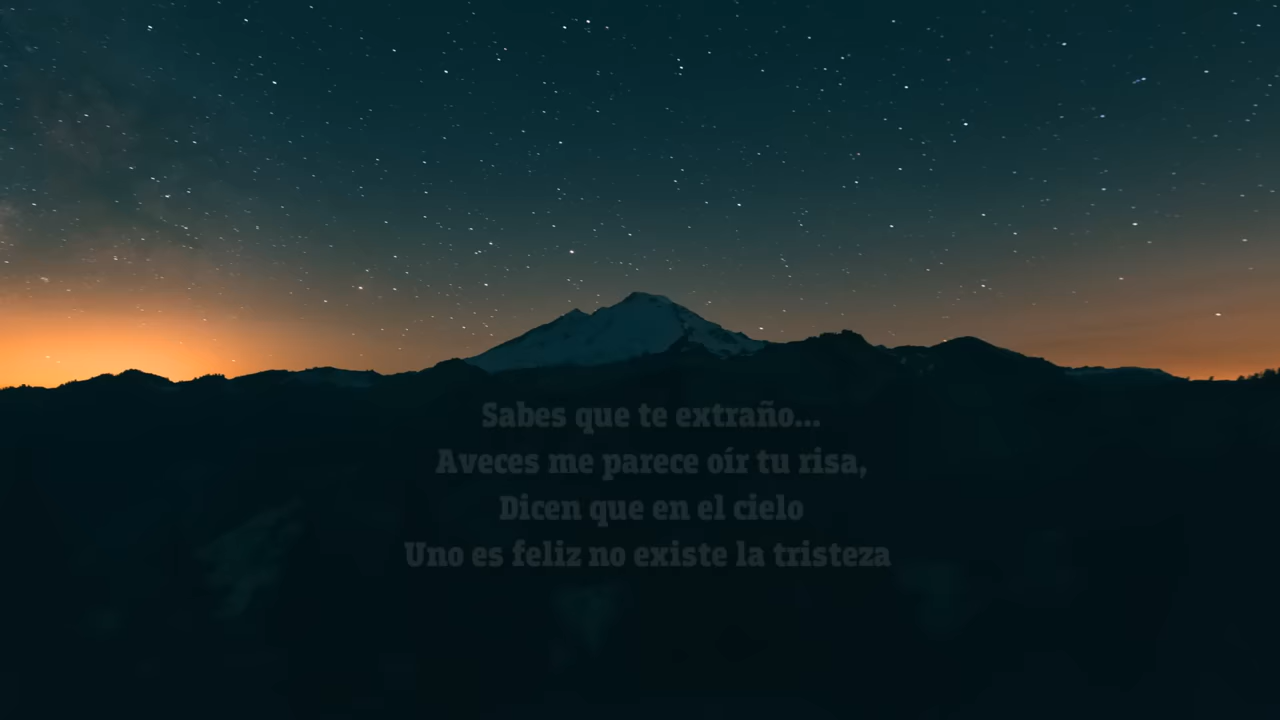 Sabes que te extraño...
Aveces me parece oír tu risa,
Dicen que en el cielo
Uno es feliz no existe la tristeza